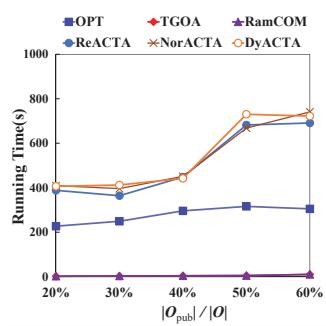 OPT TGOA RamCOM
ReACTA NorACTA DyACTA
1000
800
600
400
200
0
Running Time(s)
20% 30% 40% 50% 60%
|O_pub| / |O|